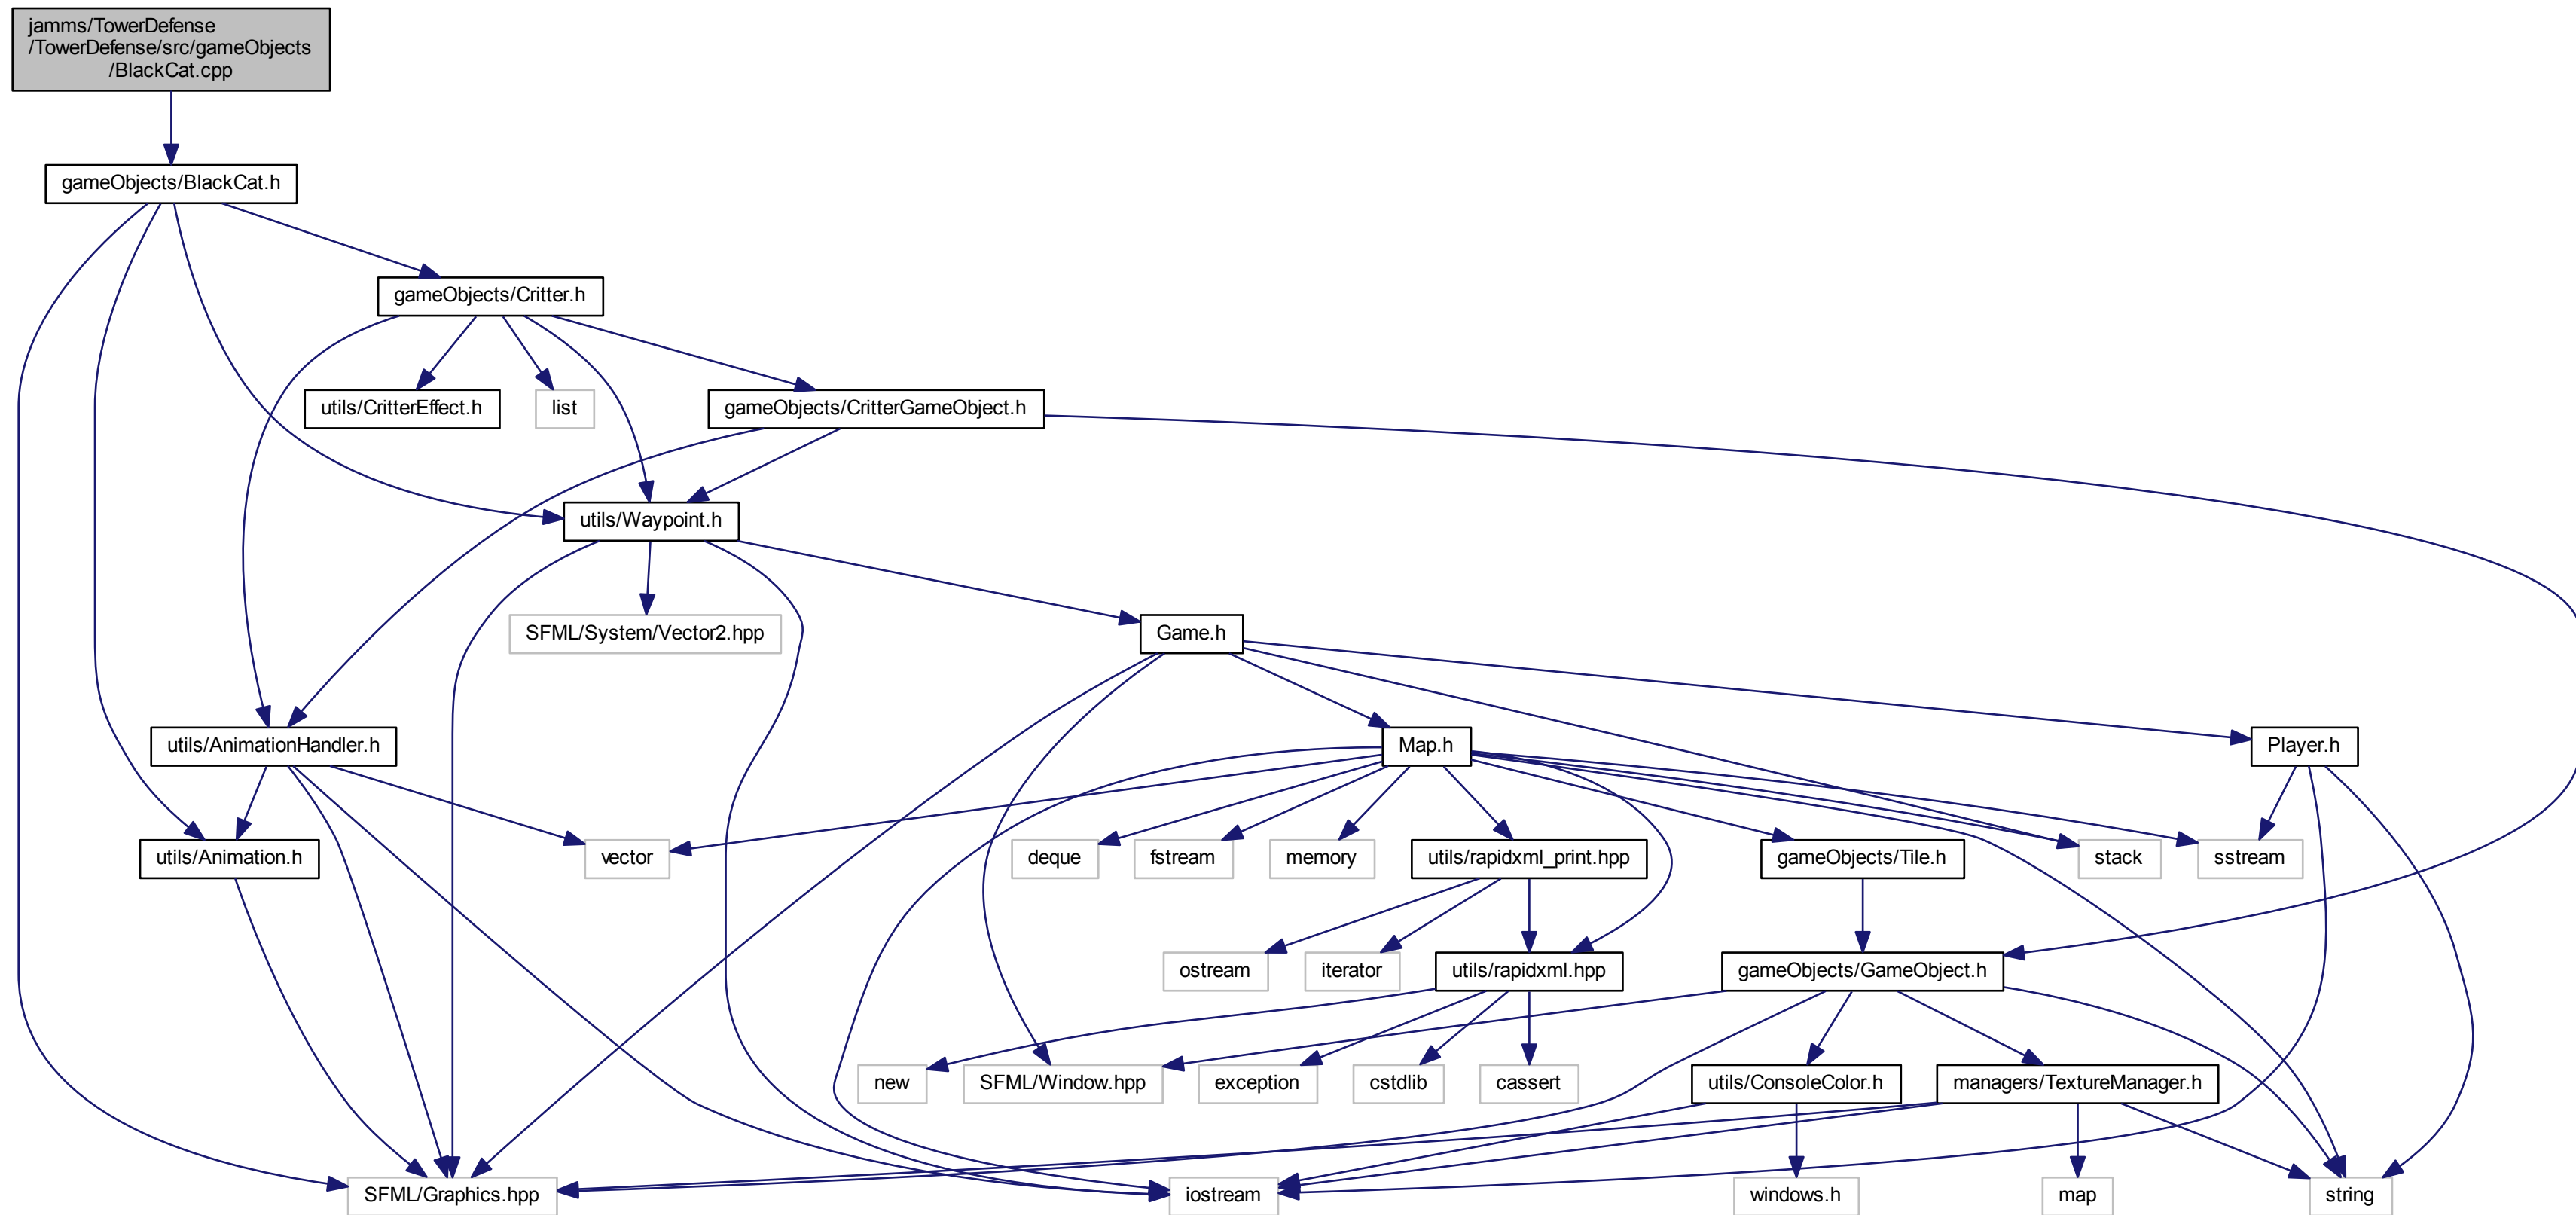 jamms/TowerDefense
/TowerDefense/src/gameObjects
/BlackCat.cpp
gameObjects/BlackCat.h
gameObjects/Critter.h
utils/CritterEffect.h
list
gameObjects/CritterGameObject.h
utils/Waypoint.h
SFML/System/Vector2.hpp
Game.h
utils/AnimationHandler.h
Map.h
Player.h
utils/Animation.h
vector
deque
fstream
memory
utils/rapidxml_print.hpp
gameObjects/Tile.h
stack
sstream
ostream
iterator
utils/rapidxml.hpp
gameObjects/GameObject.h
new
SFML/Window.hpp
exception
cstdlib
cassert
utils/ConsoleColor.h
managers/TextureManager.h
SFML/Graphics.hpp
iostream
windows.h
map
string